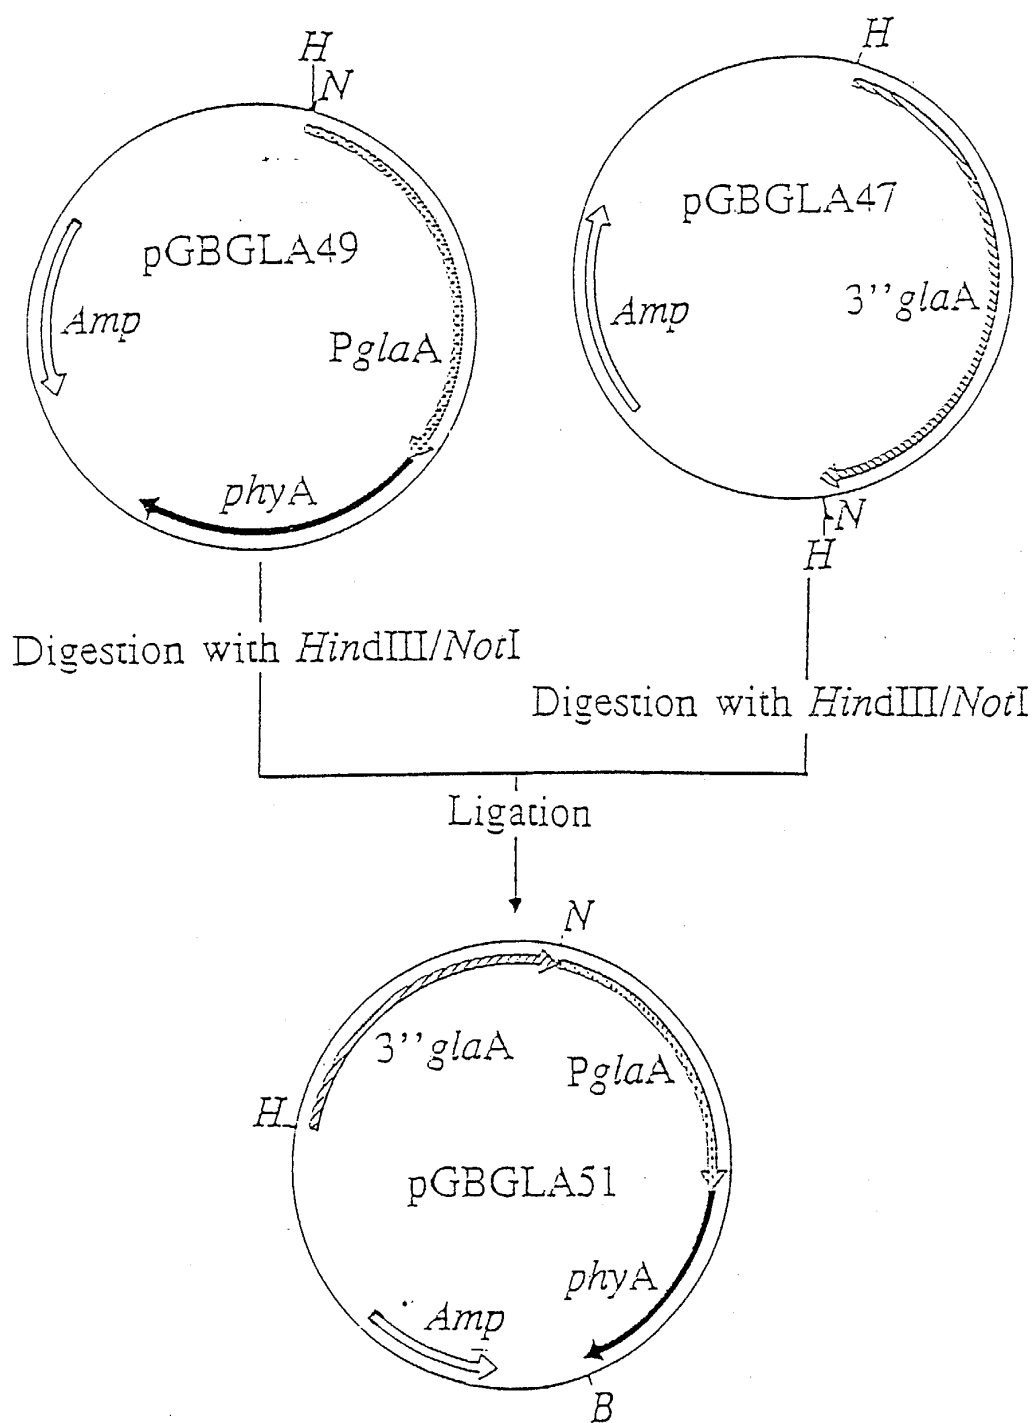 H
N
pGBGLA49
Amp
PglaA
phyA
H
pGBGLA47
Amp
3’’glaA
N
H
Digestion with HindIII/NotI
Digestion with HindIII/NotI
Ligation
N
3’’glaA
PglaA
H
pGBGLA51
phyA
Amp
B